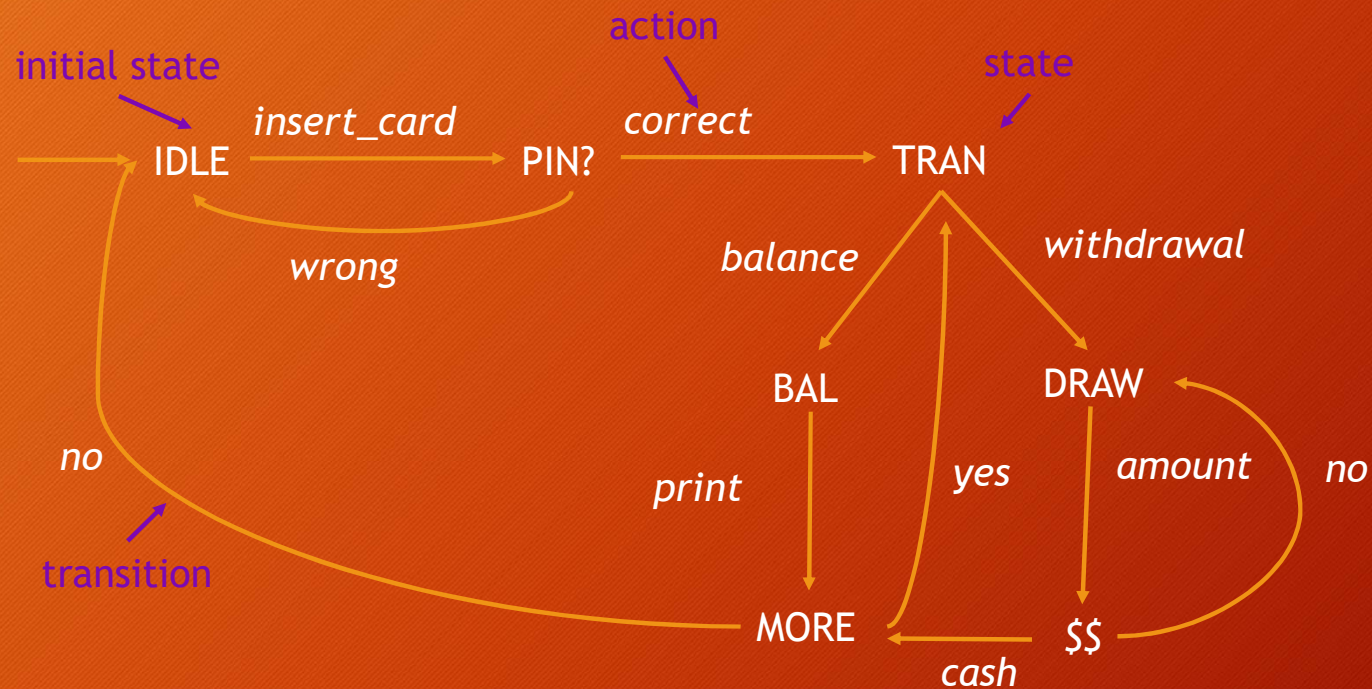 action
initial state
state
insert_card
correct
IDLE
PIN?
TRAN
balance
withdrawal
wrong
BAL
DRAW
no
print
yes
amount
no
transition
MORE
$$
cash